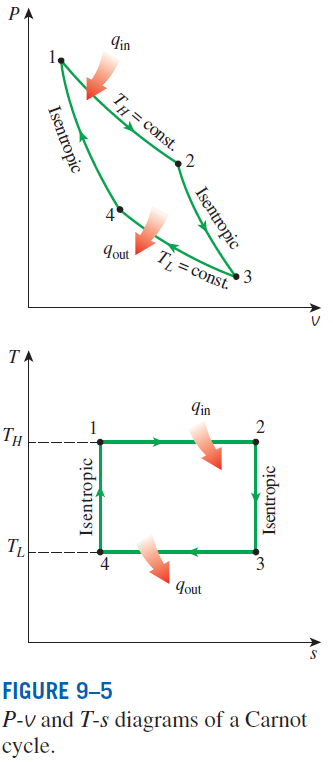 P
q_in
1
T_H = const.
Isentropic
2
Isentropic
4
q_out
T_L = const.
3
v
T
q_in
1
2
T_H
Isentropic
Isentropic
T_L
4
3
q_out
s
FIGURE 9–5
P-v and T-s diagrams of a Carnot
cycle.